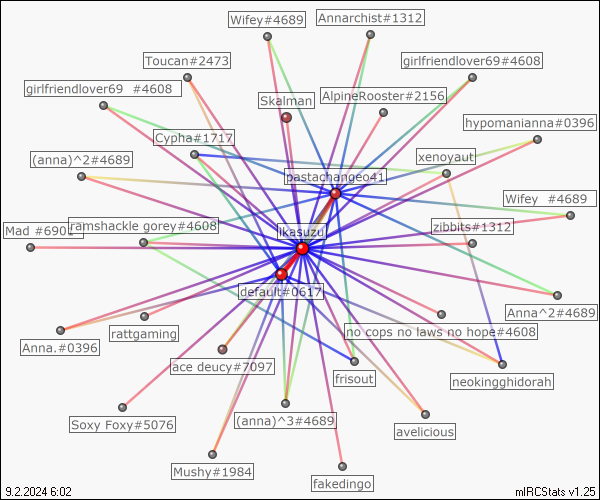 Wifey#4689
Annarchist#1312
Toucan#2473
girlfriendlover69#4608
girlfriendlover69 #4608
Skalman
AlpineRooster#2156
Cypha#1717
hypomanianna#0396
(anna)^2#4689
xenoyaut
pastachangeo41
Wifey #4689
Mad #690
ramshackle gorey#4608
ikasuzu
zibbits#1312
default#0617
Anna^2#4689
Anna.#0396
rattgaming
no cops no laws no hope#4608
ace deucy#7097
frisout
neokingghidorah
Soxy Foxy#5076
(anna)^3#4689
avelicious
Mushy#1984
fakedingo
9.2.2024 6:02
mIRCStats v1.25